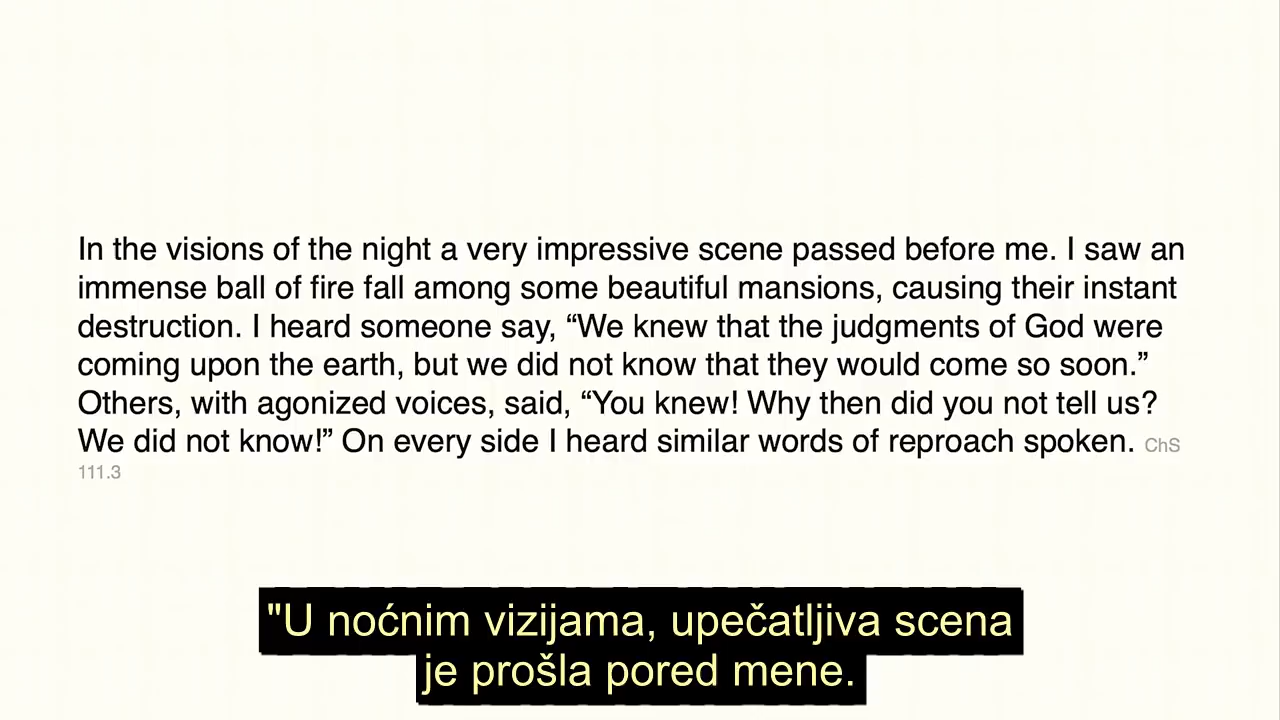 In the visions of the night a very impressive scene passed before me. I saw an
immense ball of fire fall among some beautiful mansions, causing their instant
destruction. I heard someone say, “We knew that the judgments of God were
coming upon the earth, but we did not know that they would come so soon.”
Others, with agonized voices, said, “You knew! Why then did you not tell us?
We did not know!” On every side I heard similar words of reproach spoken. ChS
111.3
"U noćnim vizijama, upečatljiva scena
je prošla pored mene.